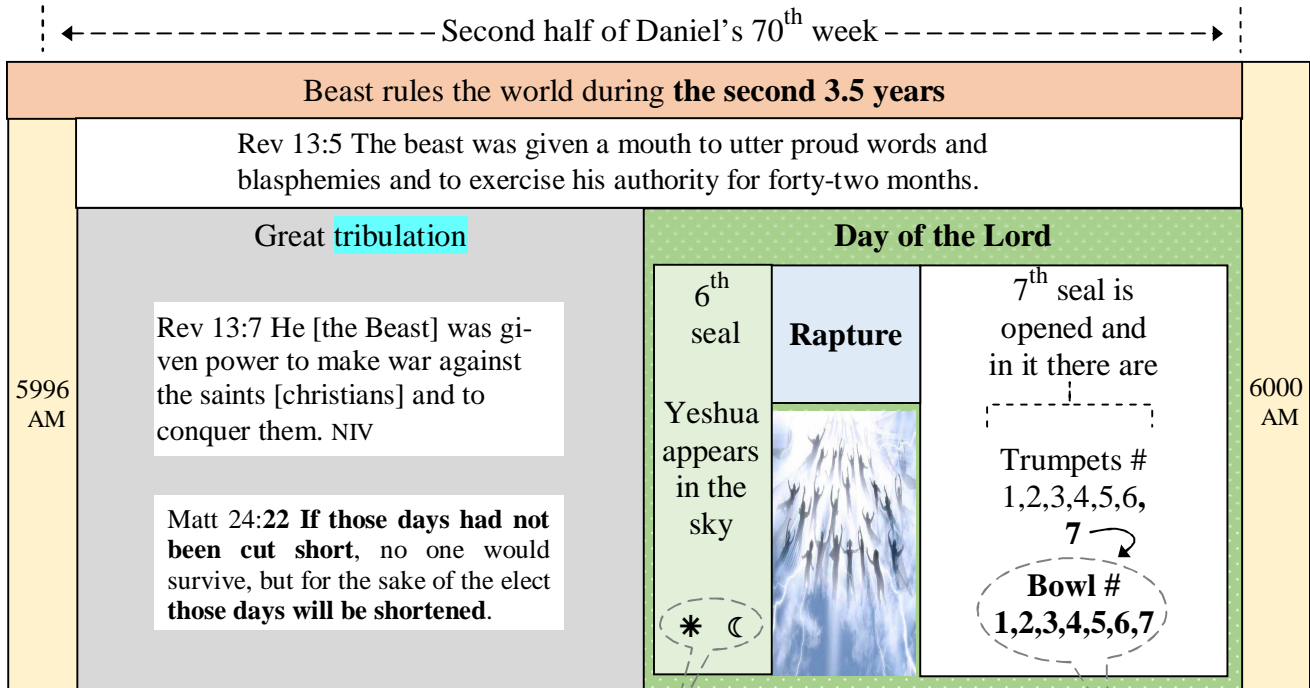 Second half of Daniel's 70th week
Beast rules the world during the second 3.5 years
Rev 13:5 The beast was given a mouth to utter proud words and
blasphemies and to exercise his authority for forty-two months.
5996
AM
Great tribulation
Rev 13:7 He [the Beast] was gi-
ven power to make war against
the saints [christians] and to
conquer them. NIV
Matt 24:22 If those days had not
been cut short, no one would
survive, but for the sake of the elect
those days will be shortened.
Day of the Lord
6th
seal
Yeshua
appears
in the
sky
Rapture
7th seal is
opened and
in it there are
Trumpets #
1,2,3,4,5,6,
7
Bowl #
1,2,3,4,5,6,7
6000
AM